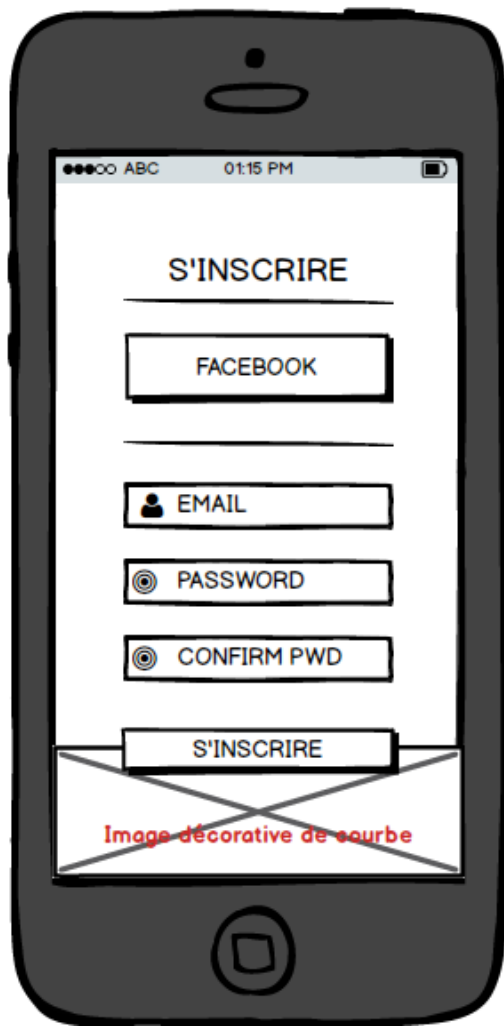 ABC 01:15 PM
S'INSCRIRE
FACEBOOK
EMAIL
PASSWORD
CONFIRM PWD
S'INSCRIRE
Image décorative de courbe